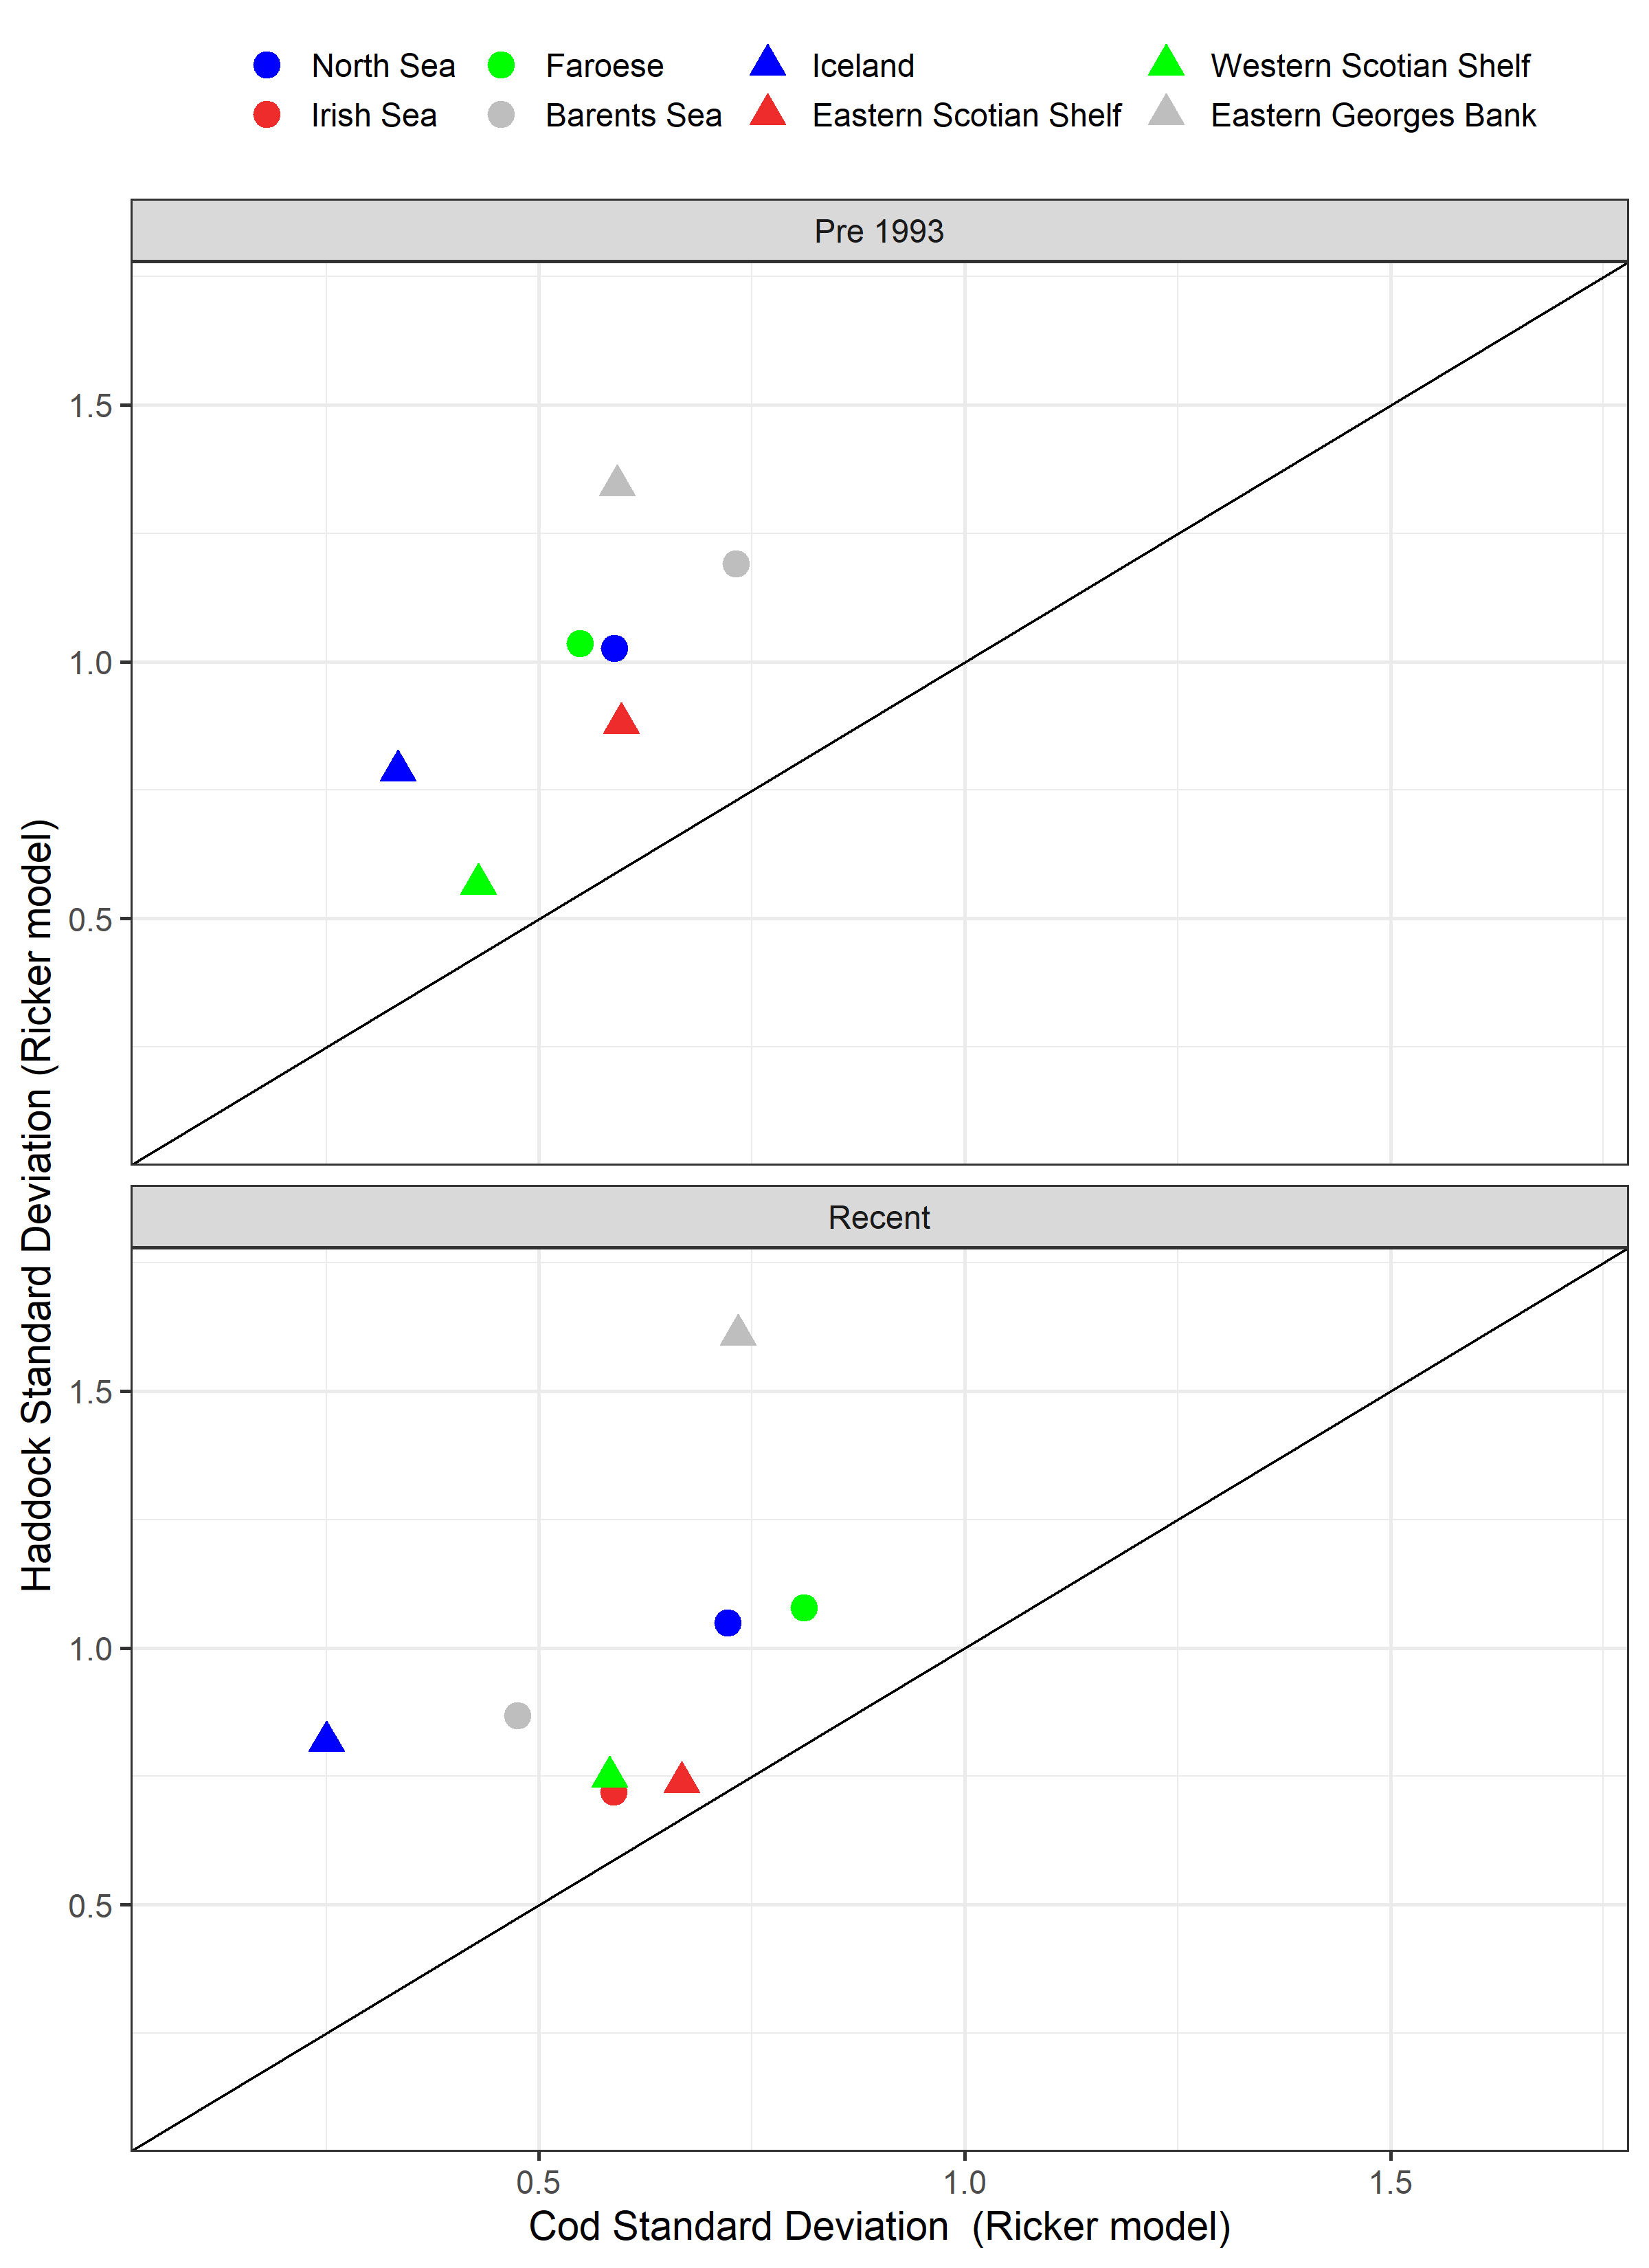 North Sea Faroese Iceland Western Scotian Shelf
Irish Sea Barents Sea Eastern Scotian Shelf Eastern Georges Bank
Pre 1993
1.5
1.0
0.5
Haddock Standard Deviation (Ricker model)
Recent
1.5
1.0
0.5
0.5 1.0 1.5
Cod Standard Deviation  (Ricker model)